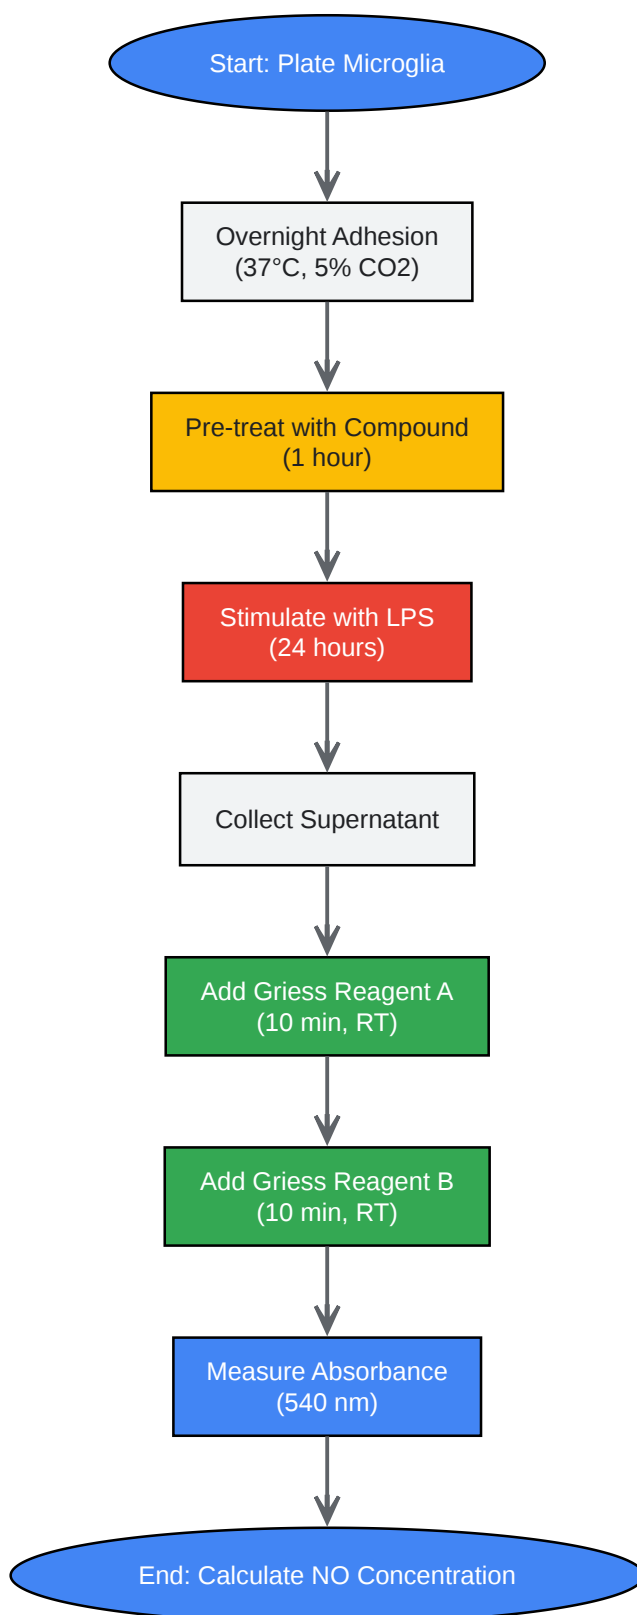 Start: Plate Microglia
Overnight Adhesion
(37°C, 5% CO2)
Pre-treat with Compound
(1 hour)
Stimulate with LPS
(24 hours)
Collect Supernatant
Add Griess Reagent A
(10 min, RT)
Add Griess Reagent B
(10 min, RT)
Measure Absorbance
(540 nm)
End: Calculate NO Concentration